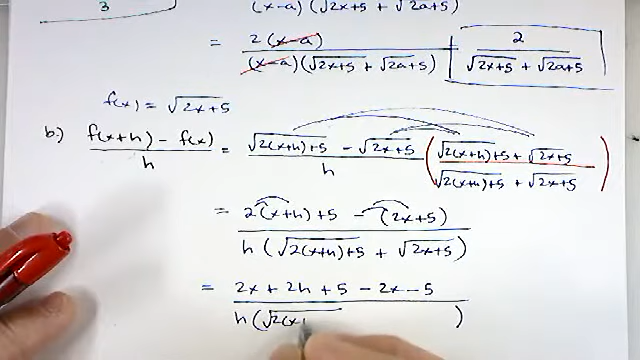 3
(x-a)(√2x+5 + √2a+5)
= 2(x-a) / (x-a)(√2x+5 + √2a+5) = 2 / √2x+5 + √2a+5
f(x) = √2x+5
b.) f(x+h) - f(x) / h = √2(x+h)+5 - √2x+5 / h (√2(x+h)+5 + √2x+5 / √2(x+h)+5 + √2x+5)
= 2(x+h)+5 - (2x+5) / h(√2(x+h)+5 + √2x+5)
= 2x + 2h + 5 - 2x - 5 / h(√2(x )